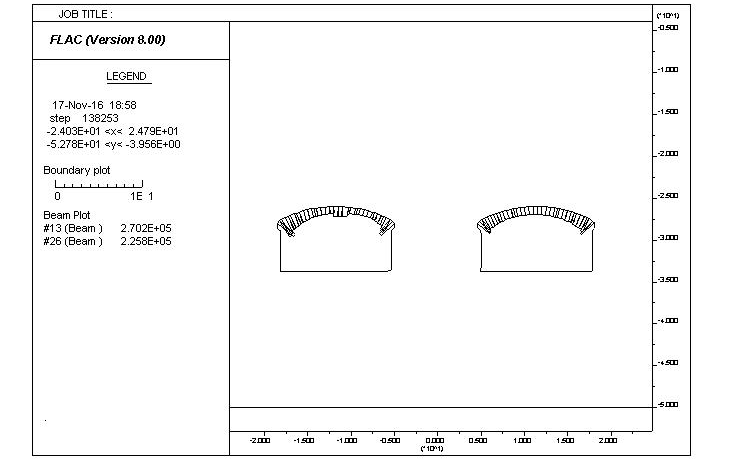 JOB TITLE :
FLAC (Version 8.00)
LEGEND
17-Nov-16 18:58
step 138253
-2.403E+01 <x< 2.479E+01
-5.278E+01 <y< -3.956E+00
Boundary plot
0 1E 1
Beam Plot
#13 (Beam ) 2.702E+05
#26 (Beam ) 2.258E+05
(*10^1)
-0.500
-1.000
-1.500
-2.000
-2.500
-3.000
-3.500
-4.000
-4.500
-5.000
-2.000 -1.500 -1.000 -0.500 0.000 0.500 1.000 1.500 2.000
(*10^1)